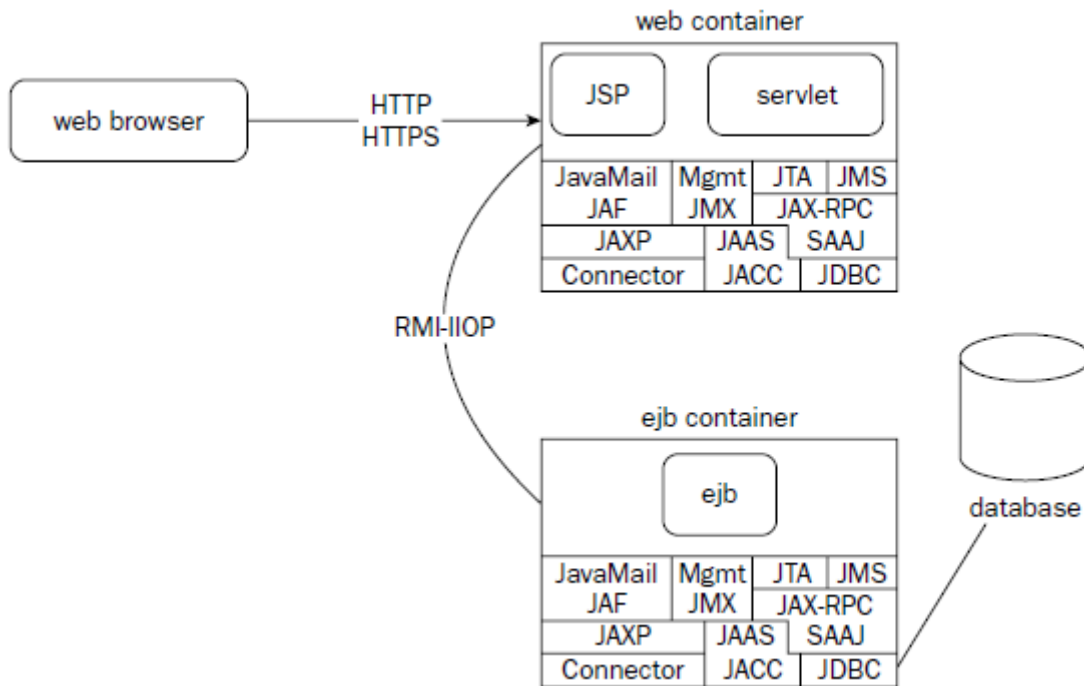 web container
JSP servlet
web browser
HTTP
HTTPS
JavaMail Mgmt JTA JMS
JAF JMX JAX-RPC
JAXP JAAS SAAJ
Connector JACC JDBC
RMI-IIOP
ejb container
ejb
database
JavaMail Mgmt JTA JMS
JAF JMX JAX-RPC
JAXP JAAS SAAJ
Connector JACC JDBC